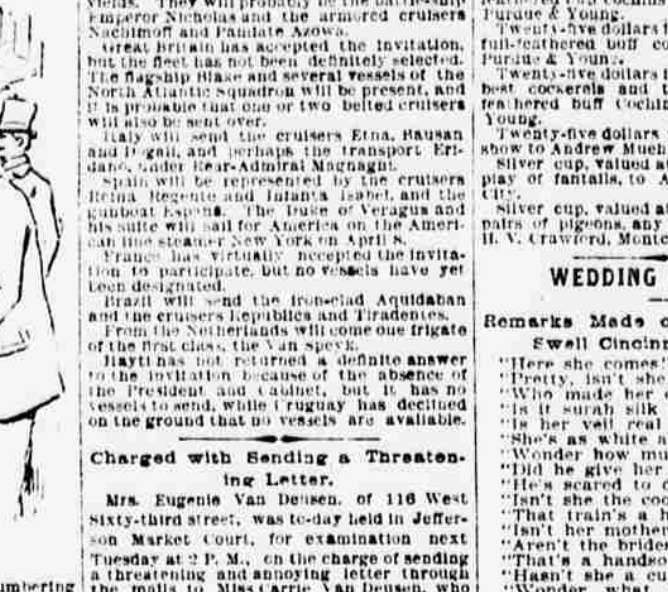 Emperor Nicholas and the armored cruisers
Nachimoff and Pamiate Azowa.
Great Britain has accepted the invitation,
but the fleet has not been definitely selected.
The flagship Blake and several vessels of the
North Atlantic squadron will be present, and
it is probable that one or two belted cruisers
will also be sent over.
Italy will send the cruisers Etna, Bausan
and Dogali, and perhaps the transport Eri-
dano, under Rear-Admiral Magnaghi.
Spain will be represented by the cruisers
Reina Regente and Infanta Isabel, and the
gunboat The Duke of Veragua and
his suite will sail for America on the Ameri-
can line steamer New York on April 8.
France has virtually accepted the invita-
tion to participate, but no vessels have yet
been designated.
Brazil will send the iron-clad Aquidaban
and the cruisers Republica and Tiradentes.
From the Netherlands will come one frigate
of the first class, the Van Speyk.
Hayti has not returned a definite answer
to the invitation because of the absence of
the President and Cabinet, but it has no
vessels to send, while Uruguay has declined
on the ground that no vessels are available.
Charged with Sending a Threaten-
ing Letter.
Mrs. Eugenie Van Deusen, of 116 West
Sixty-third street, was to-day held in Jeffer-
son Market Court, for examination next
Tuesday at 2 P. M., on the charge of sending
a threatening and annoying letter through
the mails to Miss Carrie Van Deusen, who
umbering
Purdue & Young.
Twenty-five dollars
full-feathered buff
Purdue & Young.
Twenty-five dollars
best cockerels and
feathered buff
Young.
Twenty-five dollars
show to Andrew
Silver cup, valued
play of fantails, to
City.
Silver cup, valued
pairs of pigeons, any
H. V. Crawford,
WEDDING
Remarks Made
Swell
"Here she comes!
"Pretty, isn't she
"Who made her
"Is it surah silk
"Is her veil real
"She's as white a
"Wonder how
"Did he give her
"He's scared to
"Isn't she the
"That train's a
"Isn't her mother
"Aren't the
"That's a
"Hasn't she a
"Wonder what